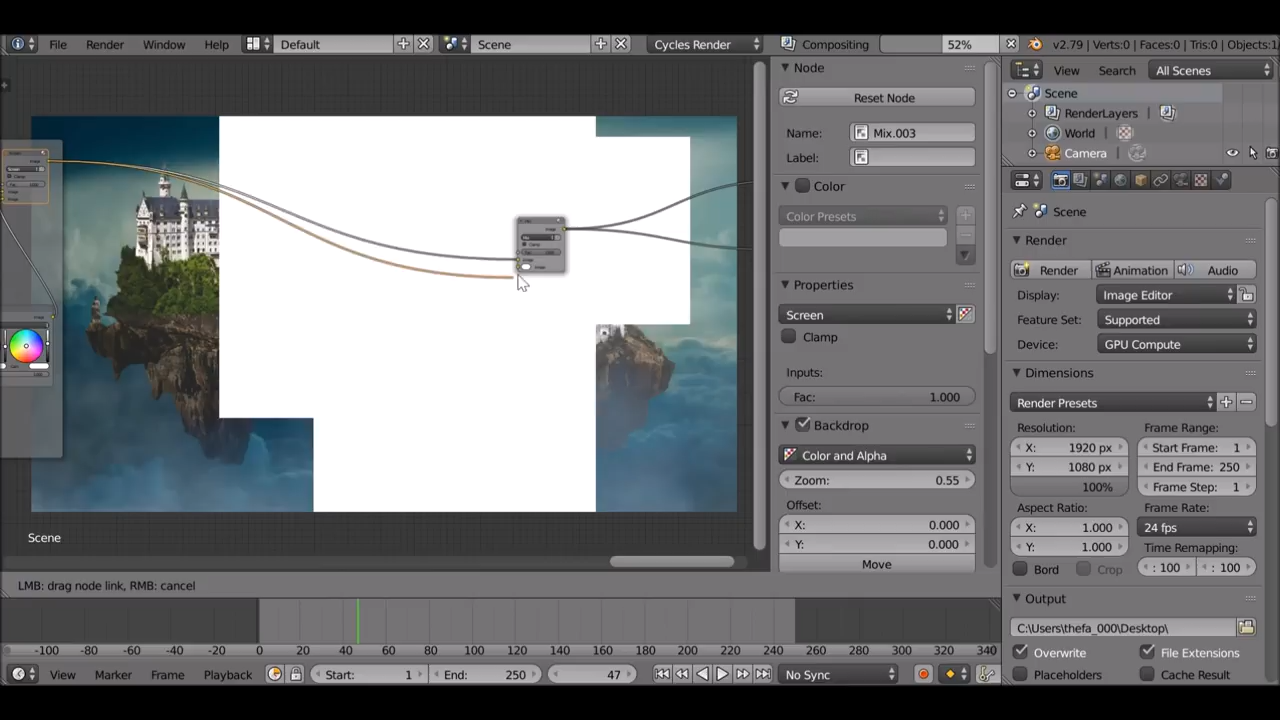 File Render Window Help Default Scene Cycles Render Compositing 52% v2.79 | Verts:0 | Faces:0 | Tris:0 | Objects:1
View Search All Scenes
Scene
RenderLayers
World
Camera
Node
Reset Node
Name: Mix.003
Label:
Color
Color Presets
Properties
Screen
Clamp
Inputs:
Fac: 1.000
Backdrop
Color and Alpha
Zoom: 0.55
Offset:
X: 0.000
Y: 0.000
Move
Scene
Render
Render Animation Audio
Display: Image Editor
Feature Set: Supported
Device: GPU Compute
Dimensions
Render Presets
Resolution: Frame Range:
X: 1920 px Start Frame: 1
Y: 1080 px End Frame: 250
100% Frame Step: 1
Aspect Ratio: Frame Rate:
X: 1.000 24 fps
Y: 1.000 Time Remapping:
Bord Crop : 100 : 100
Output
C:\Users\thefa_000\Desktop\
Overwrite File Extensions
Placeholders Cache Result
Scene
LMB: drag node link, RMB: cancel
-100 -80 -60 -40 -20 0 20 40 60 80 100 120 140 160 180 200 220 240 260 280 300 320 340
View Marker Frame Playback Start: 1 End: 250 47 No Sync